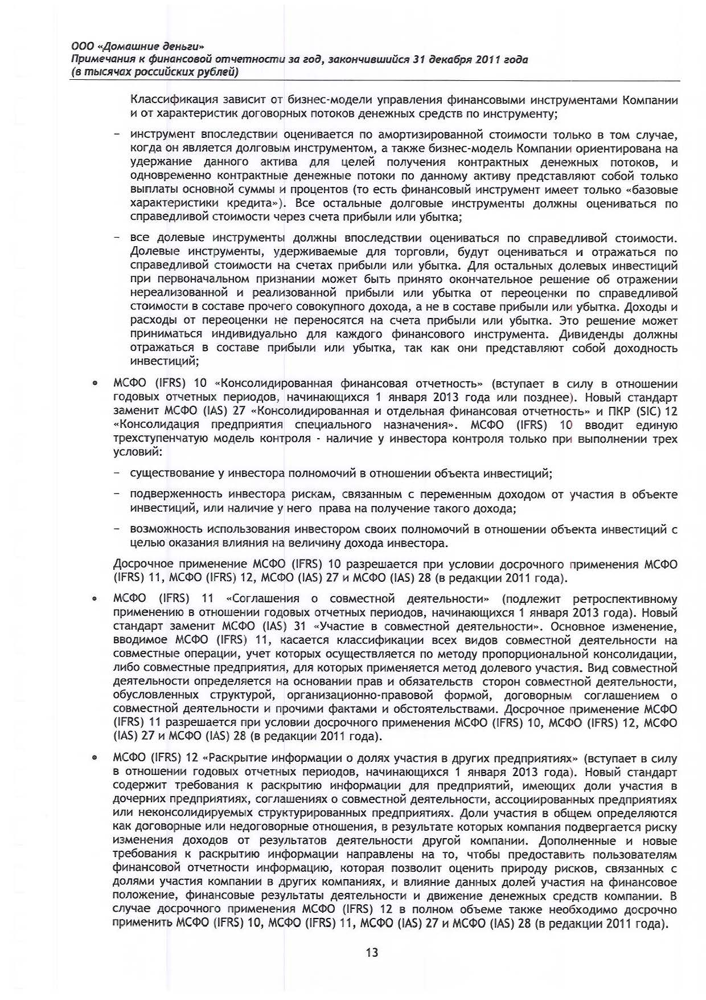 ООО «Домашние деньги»
Примечания к финансовой отчетности за год, закончившийся 31 декабря 2011 года
(в тысячах российских рублей)
Классификация зависит от бизнес-модели управления финансовыми инструментами Компании
и от характеристик договорных потоков денежных средств по инструменту;
– инструмент впоследствии оценивается по амортизированной стоимости только в том случае,
когда он является долговым инструментом, а также бизнес-модель Компании ориентирована на
удержание данного актива для целей получения контрактных денежных потоков, и
одновременно контрактные денежные потоки по данному активу представляют собой только
выплаты основной суммы и процентов (то есть финансовый инструмент имеет только «базовые
характеристики кредита»). Все остальные долговые инструменты должны оцениваться по
справедливой стоимости через счета прибыли или убытка;
– все долевые инструменты должны впоследствии оцениваться по справедливой стоимости.
Долевые инструменты, удерживаемые для торговли, будут оцениваться и отражаться по
справедливой стоимости на счетах прибыли или убытка. Для остальных долевых инвестиций
при первоначальном признании может быть принято окончательное решение об отражении
нереализованной и реализованной прибыли или убытка от переоценки по справедливой
стоимости в составе прочего совокупного дохода, а не в составе прибыли или убытка. Доходы и
расходы от переоценки не переносятся на счета прибыли или убытка. Это решение может
приниматься индивидуально для каждого финансового инструмента. Дивиденды должны
отражаться в составе прибыли или убытка, так как они представляют собой доходность
инвестиций;
• МСФО (IFRS) 10 «Консолидированная финансовая отчетность» (вступает в силу в отношении
годовых отчетных периодов, начинающихся 1 января 2013 года или позднее). Новый стандарт
заменит МСФО (IAS) 27 «Консолидированная и отдельная финансовая отчетность» и ПКР (SIC) 12
«Консолидация предприятия специального назначения». МСФО (IFRS) 10 вводит единую
трехступенчатую модель контроля - наличие у инвестора контроля только при выполнении трех
условий:
– существование у инвестора полномочий в отношении объекта инвестиций;
– подверженность инвестора рискам, связанным с переменным доходом от участия в объекте
инвестиций, или наличие у него права на получение такого дохода;
– возможность использования инвестором своих полномочий в отношении объекта инвестиций с
целью оказания влияния на величину дохода инвестора.
Досрочное применение МСФО (IFRS) 10 разрешается при условии досрочного применения МСФО
(IFRS) 11, МСФО (IFRS) 12, МСФО (IAS) 27 и МСФО (IAS) 28 (в редакции 2011 года).
• МСФО (IFRS) 11 «Соглашения о совместной деятельности» (подлежит ретроспективному
применению в отношении годовых отчетных периодов, начинающихся 1 января 2013 года). Новый
стандарт заменит МСФО (IAS) 31 «Участие в совместной деятельности». Основное изменение,
вводимое МСФО (IFRS) 11, касается классификации всех видов совместной деятельности на
совместные операции, учет которых осуществляется по методу пропорциональной консолидации,
либо совместные предприятия, для которых применяется метод долевого участия. Вид совместной
деятельности определяется на основании прав и обязательств сторон совместной деятельности,
обусловленных структурой, организационно-правовой формой, договорным соглашением о
совместной деятельности и прочими фактами и обстоятельствами. Досрочное применение МСФО
(IFRS) 11 разрешается при условии досрочного применения МСФО (IFRS) 10, МСФО (IFRS) 12, МСФО
(IAS) 27 и МСФО (IAS) 28 (в редакции 2011 года).
• МСФО (IFRS) 12 «Раскрытие информации о долях участия в других предприятиях» (вступает в силу
в отношении годовых отчетных периодов, начинающихся 1 января 2013 года). Новый стандарт
содержит требования к раскрытию информации для предприятий, имеющих доли участия в
дочерних предприятиях, соглашениях о совместной деятельности, ассоциированных предприятиях
или неконсолидируемых структурированных предприятиях. Доли участия в общем определяются
как договорные или недоговорные отношения, в результате которых компания подвергается риску
изменения доходов от результатов деятельности другой компании. Дополненные и новые
требования к раскрытию информации направлены на то, чтобы предоставить пользователям
финансовой отчетности информацию, которая позволит оценить природу рисков, связанных с
долями участия компании в других компаниях, и влияние данных долей участия на финансовое
положение, финансовые результаты деятельности и движение денежных средств компании. В
случае досрочного применения МСФО (IFRS) 12 в полном объеме также необходимо досрочно
применить МСФО (IFRS) 10, МСФО (IFRS) 11, МСФО (IAS) 27 и МСФО (IAS) 28 (в редакции 2011 года).
13